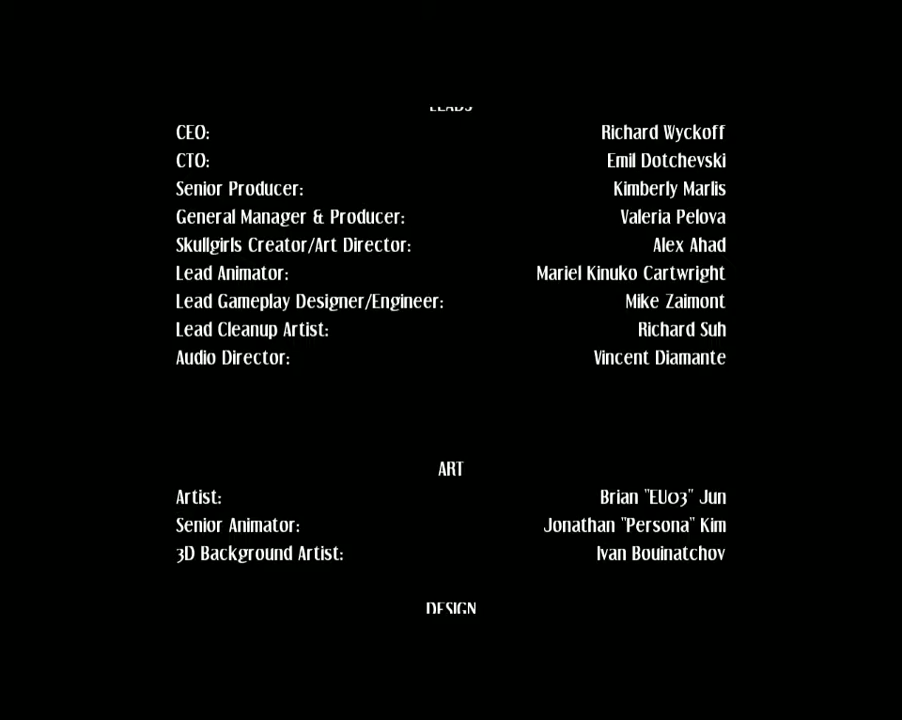 LEADS
CEO: Richard Wyckoff
CTO: Emil Dotchevski
Senior Producer: Kimberly Marlis
General Manager & Producer: Valeria Pelova
Skullgirls Creator/Art Director: Alex Ahad
Lead Animator: Mariel Kinuko Cartwright
Lead Gameplay Designer/Engineer: Mike Zaimont
Lead Cleanup Artist: Richard Suh
Audio Director: Vincent Diamante
ART
Artist: Brian "EU03" Jun
Senior Animator: Jonathan "Persona" Kim
3D Background Artist: Ivan Bouinatchov
DESIGN